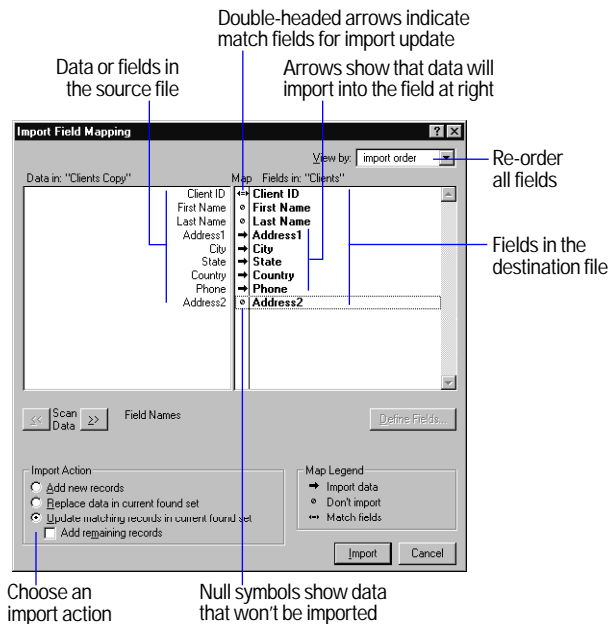 Double-headed arrows indicate
match fields for import update
Data or fields in
the source file
Arrows show that data will
import into the field at right
Import Field Mapping
View by: import order
Re-order
all fields
Data in: "Clients Copy"
Map Fields in: "Clients"
Client ID Client ID
First Name First Name
Last Name Last Name
Address1 Address1
City City
State State
Country Country
Phone Phone
Address2 Address2
Fields in the
destination file
<< Scan
Data >>
Field Names
Define Fields...
Import Action
Add new records
Replace data in current found set
Update matching records in current found set
Add remaining records
Map Legend
Import data
Don't import
Match fields
Import Cancel
Choose an
import action
Null symbols show data
that won't be imported